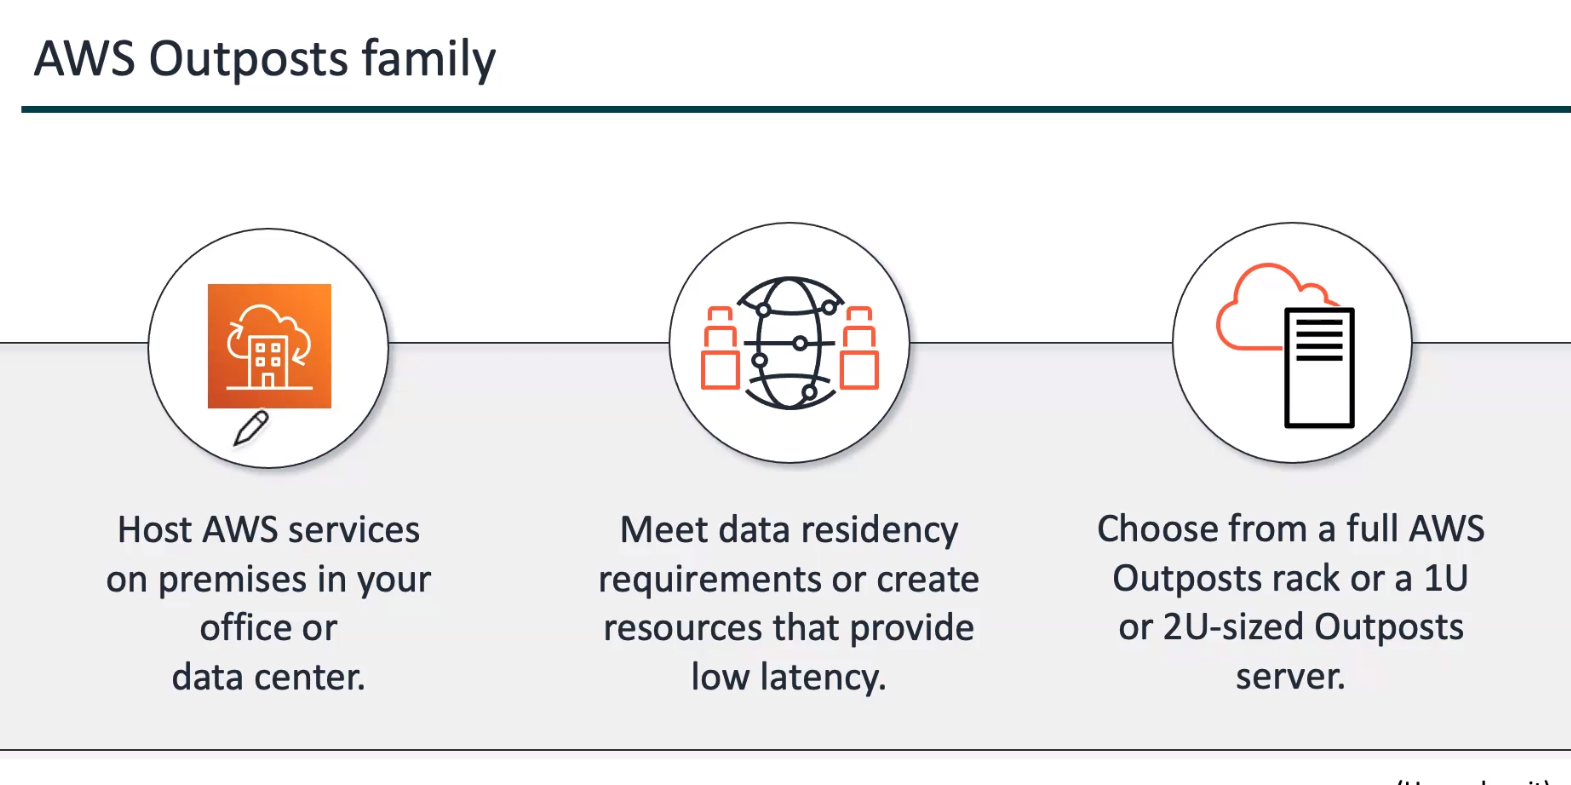 AWS Outposts family
Host AWS services
on premises in your
office or
data center.
Meet data residency
requirements or create
resources that provide
low latency.
Choose from a full AWS
Outposts rack or a 1U
or 2U-sized Outposts
server.